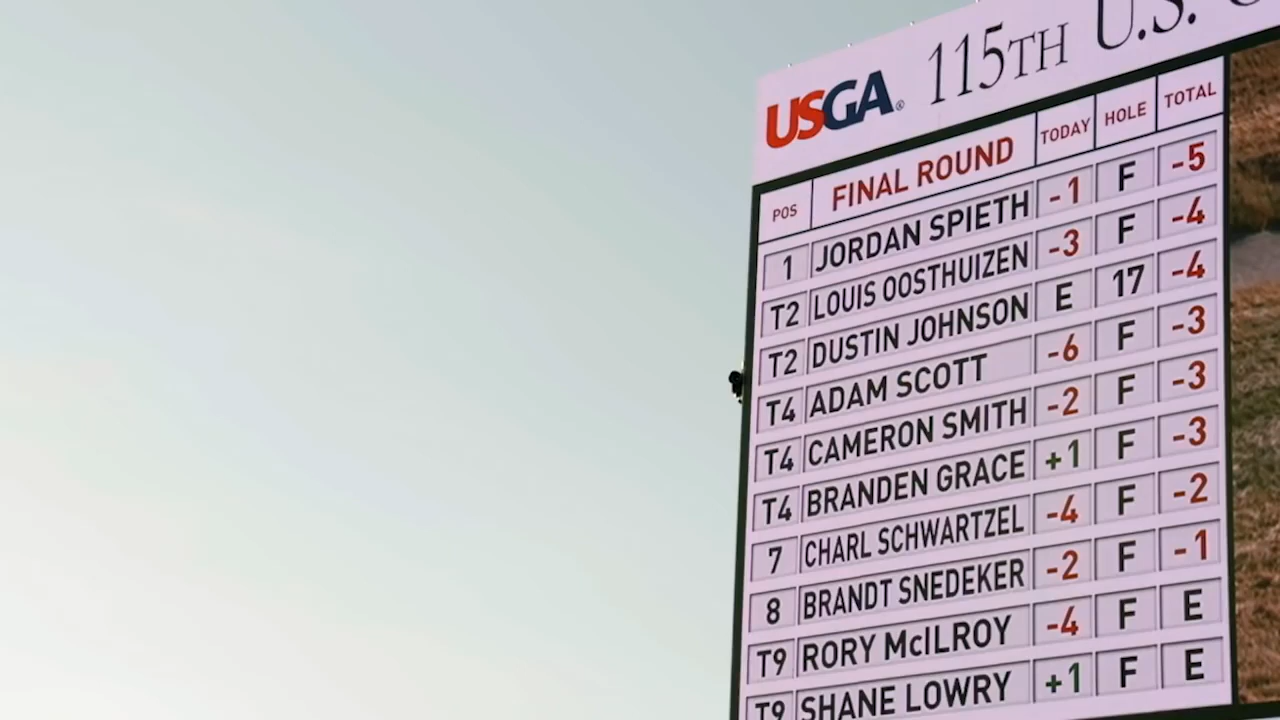 115TH U.S.
USGA®
POS FINAL ROUND TODAY HOLE TOTAL
1 JORDAN SPIETH -1 F -5
T2 LOUIS OOSTHUIZEN -3 F -4
T2 DUSTIN JOHNSON E 17 -4
T4 ADAM SCOTT -6 F -3
T4 CAMERON SMITH -2 F -3
T4 BRANDEN GRACE +1 F -3
7 CHARL SCHWARTZEL -4 F -2
8 BRANDT SNEDEKER -2 F -1
T9 RORY McILROY -4 F E
T9 SHANE LOWRY +1 F E